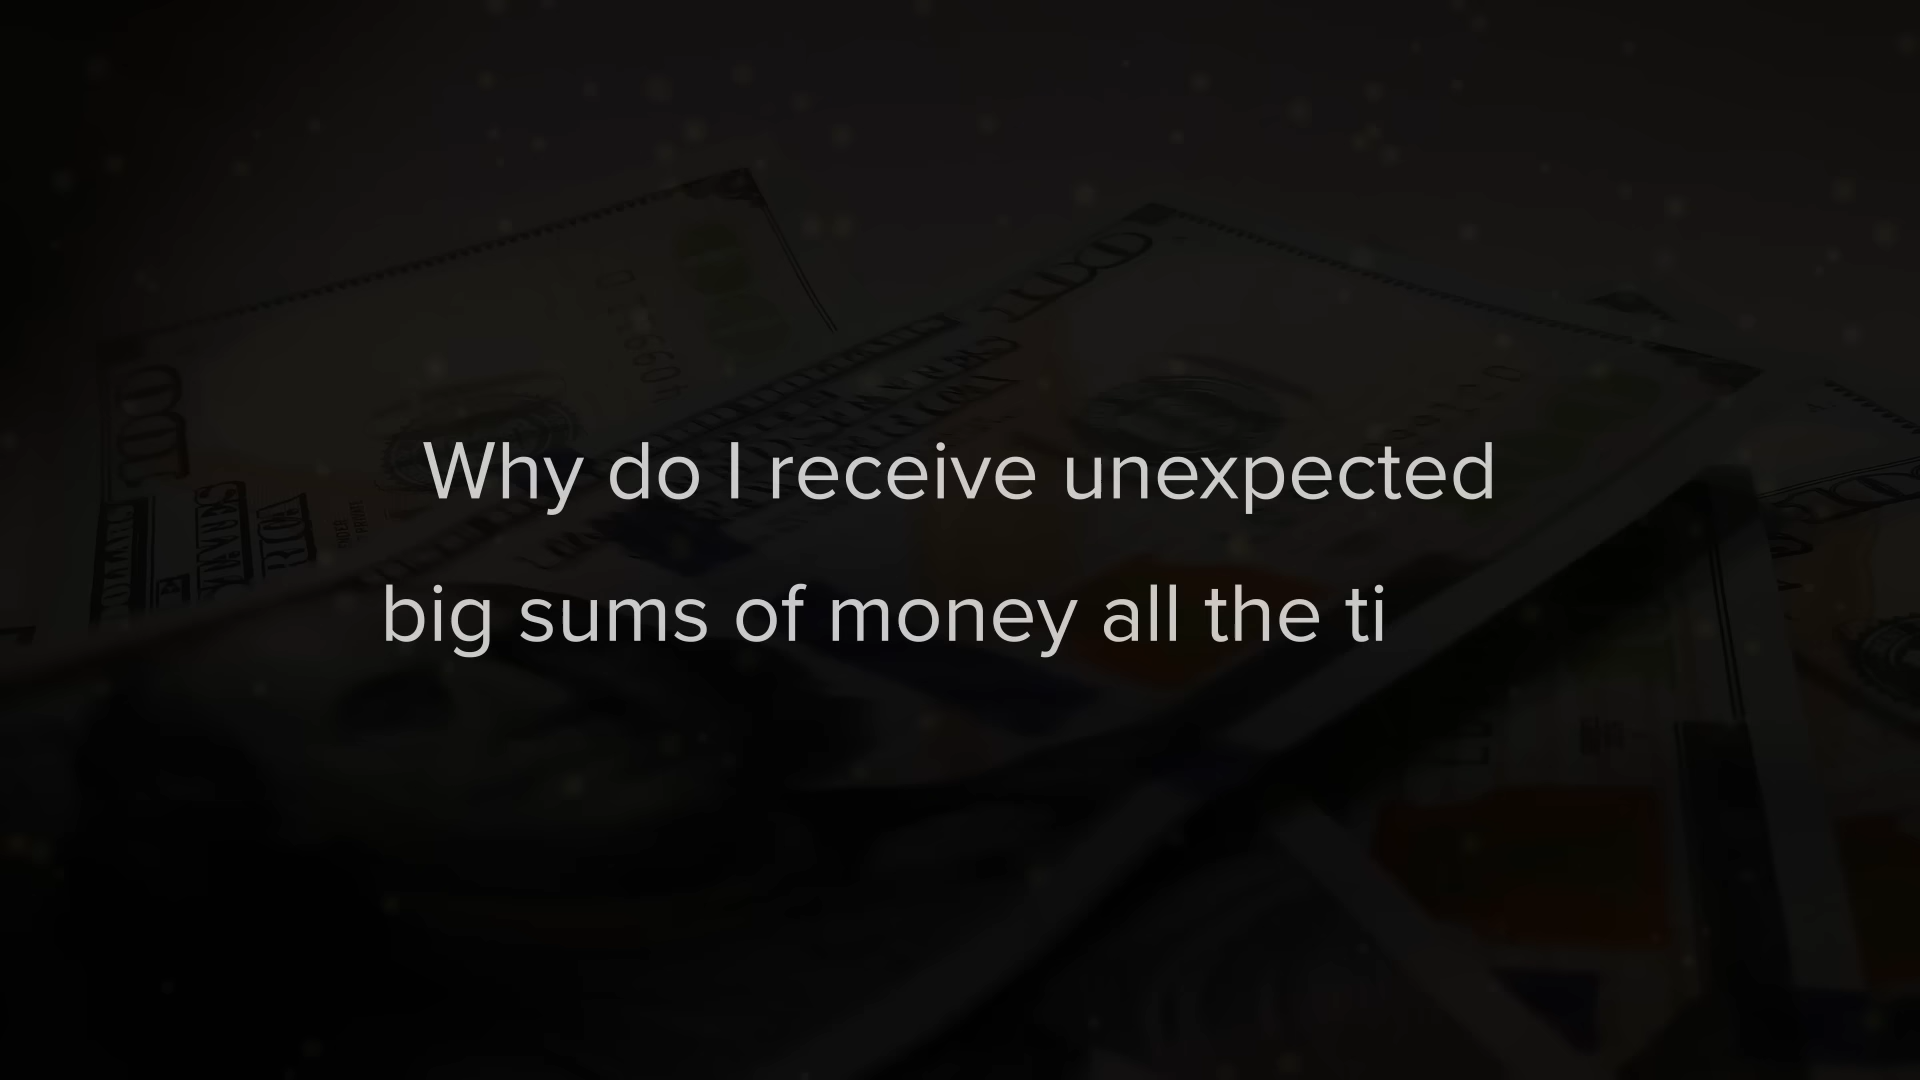 Why do I receive unexpected
big sums of money all the ti